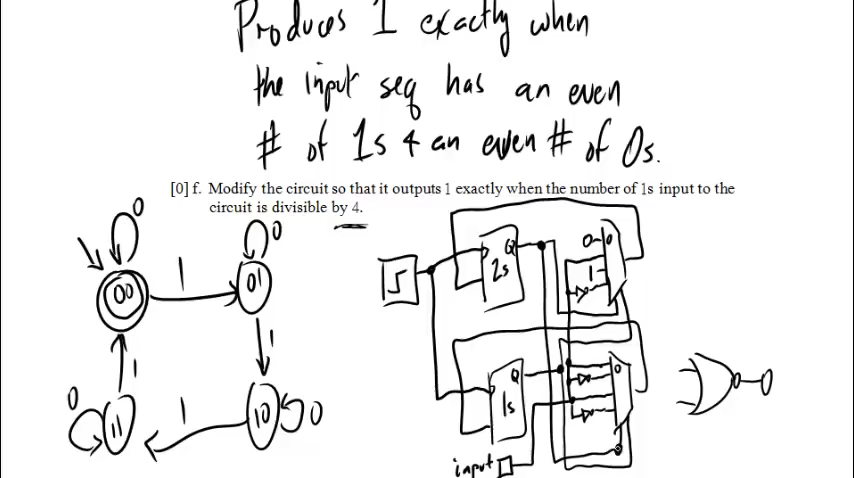 Produces 1 exactly when
the input seq has an even
# of 1s & an even # of 0s.
[0] f. Modify the circuit so that it outputs 1 exactly when the number of 1s input to the
circuit is divisible by 4.
0
0
1
00
01
1
1
0
11
1
10
0
2s
Q
0
0
1
1s
Q
0
input